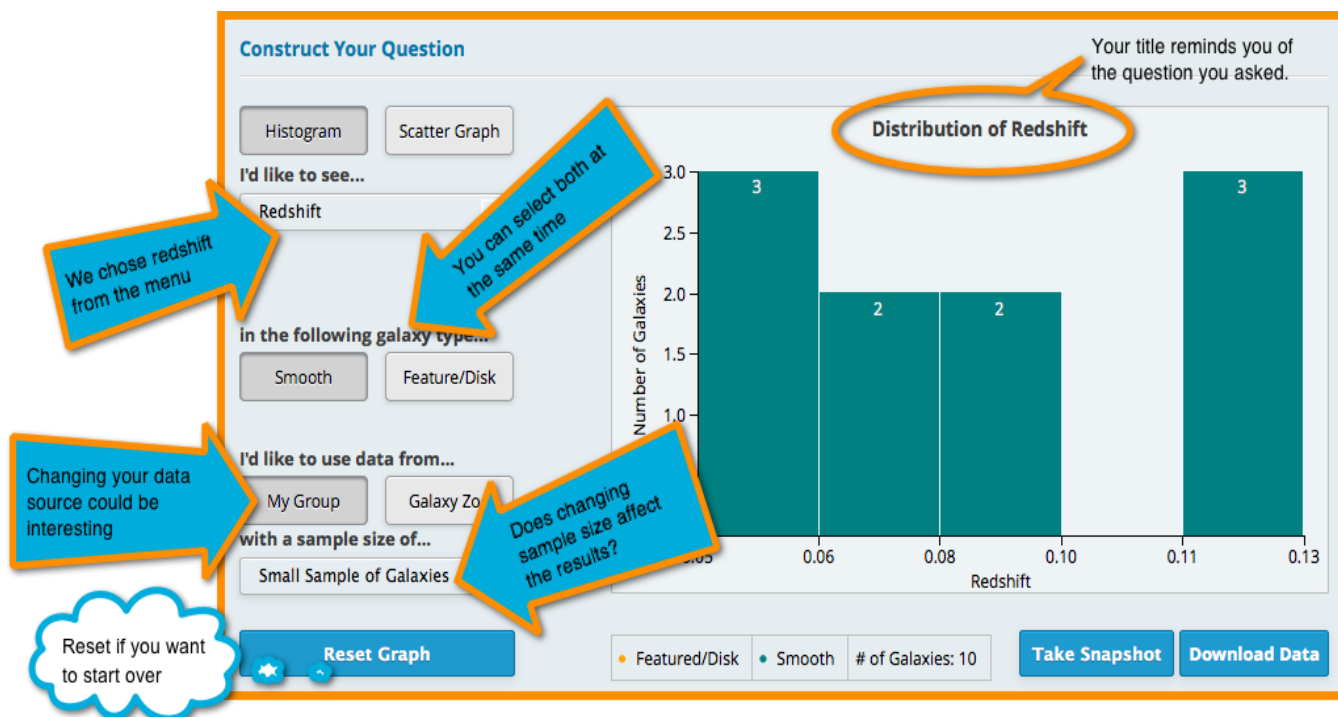 Construct Your Question
Your title reminds you of
the question you asked.
Histogram
Scatter Graph
I'd like to see...
Redshift
We chose redshift
from the menu
You can select both at
the same time
in the following galaxy type...
Smooth
Feature/Disk
I'd like to use data from...
My Group
Galaxy Zo
Changing your data
source could be
interesting
with a sample size of...
Small Sample of Galaxies
Does changing
sample size affect
the results?
Reset if you want
to start over
Reset Graph
Distribution of Redshift
3.0
2.5
2.0
1.5
1.0
Number of Galaxies
3
2
2
3
0.05
0.06
0.08
0.10
0.11
0.13
Redshift
Featured/Disk
Smooth
# of Galaxies: 10
Take Snapshot
Download Data